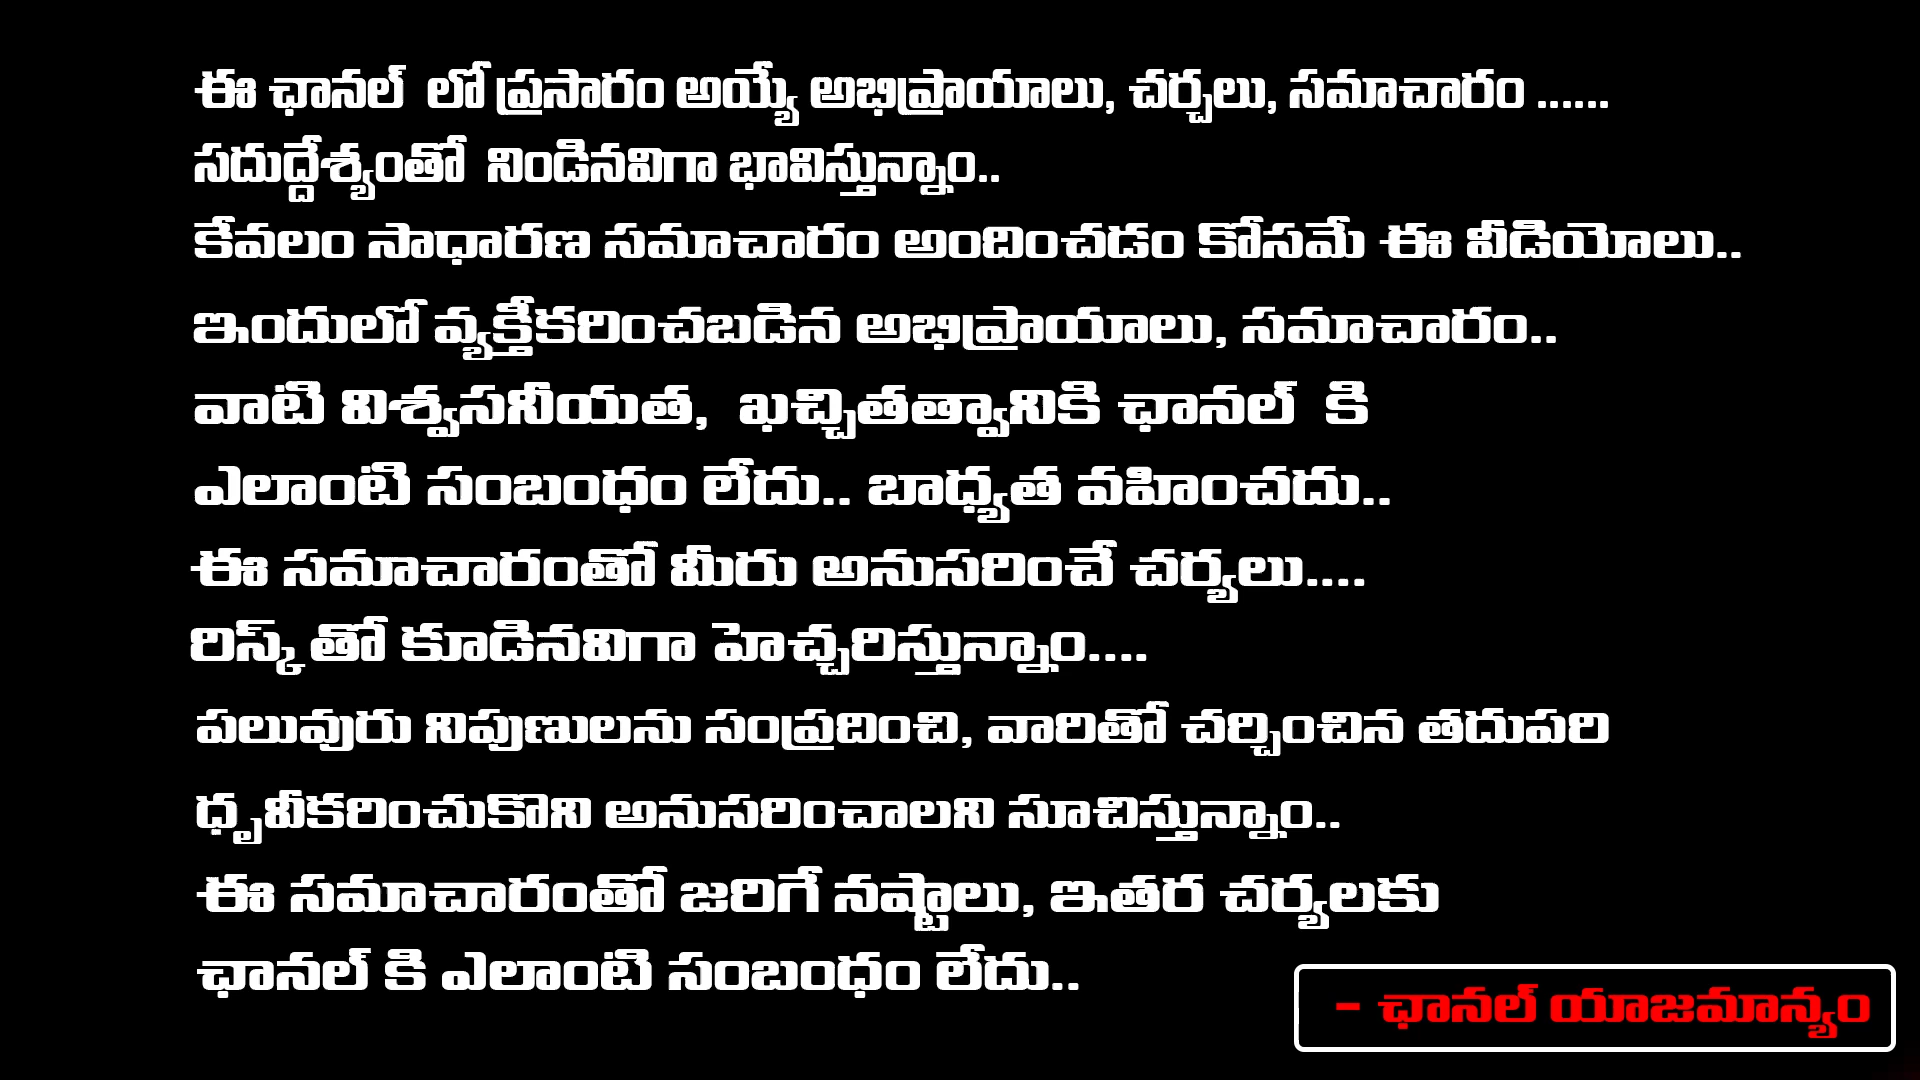 ఈ ఛానల్ లో ప్రసారం అయ్యే అభిప్రాయాలు, చర్చలు, సమాచారం ......
సదుద్దేశ్యంతో నిండినవిగా భావిస్తున్నాం..
కేవలం సాధారణ సమాచారం అందించడం కోసమే ఈ వీడియోలు..
ఇందులో వ్యక్తీకరించబడిన అభిప్రాయాలు, సమాచారం..
వాటి విశ్వసనీయత, ఖచ్చితత్వానికి ఛానల్ కి
ఎలాంటి సంబంధం లేదు.. బాధ్యత వహించదు..
ఈ సమాచారంతో మీరు అనుసరించే చర్యలు....
రిస్క్ తో కూడినవిగా హెచ్చరిస్తున్నాం....
పలువురు నిపుణులను సంప్రదించి, వారితో చర్చించిన తదుపరి
ధృవీకరించుకొని అనుసరించాలని సూచిస్తున్నాం..
ఈ సమాచారంతో జరిగే నష్టాలు, ఇతర చర్యలకు
ఛానల్ కి ఎలాంటి సంబంధం లేదు..
- ఛానల్ యాజమాన్యం